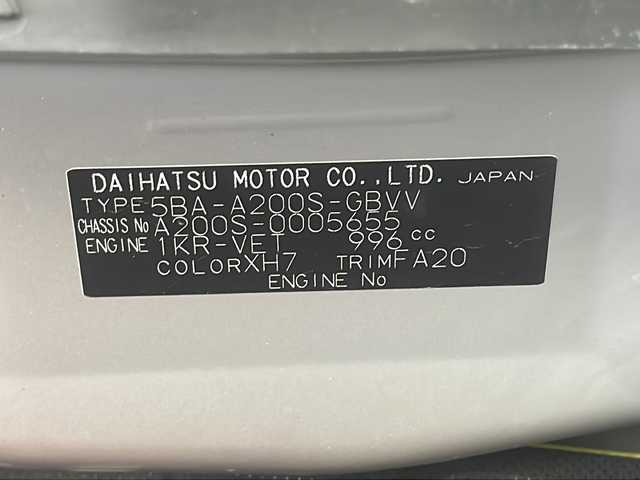 DAIHATSU MOTOR CO.,LTD. JAPAN
TYPE 5BA-A200S-GBVV
CHASSIS No A200S-0005655
ENGINE 1KR-VET 996 cc
COLOR XH7 TRIM FA20
ENGINE No